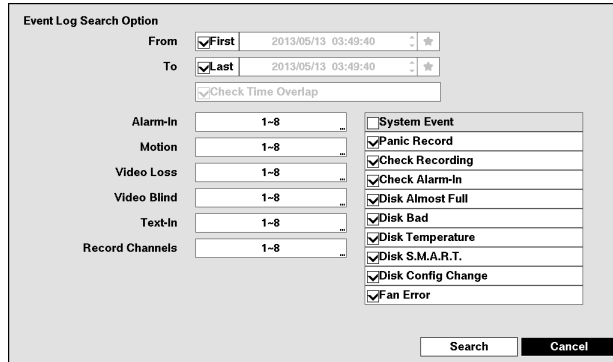 Event Log Search Option
From First 2013/05/13 03:49:40
To Last 2013/05/13 03:49:40
Check Time Overlap
Alarm-In 1~8 ...
Motion 1~8 ...
Video Loss 1~8 ...
Video Blind 1~8 ...
Text-In 1~8 ...
Record Channels 1~8 ...
System Event
Panic Record
Check Recording
Check Alarm-In
Disk Almost Full
Disk Bad
Disk Temperature
Disk S.M.A.R.T.
Disk Config Change
Fan Error
Search Cancel